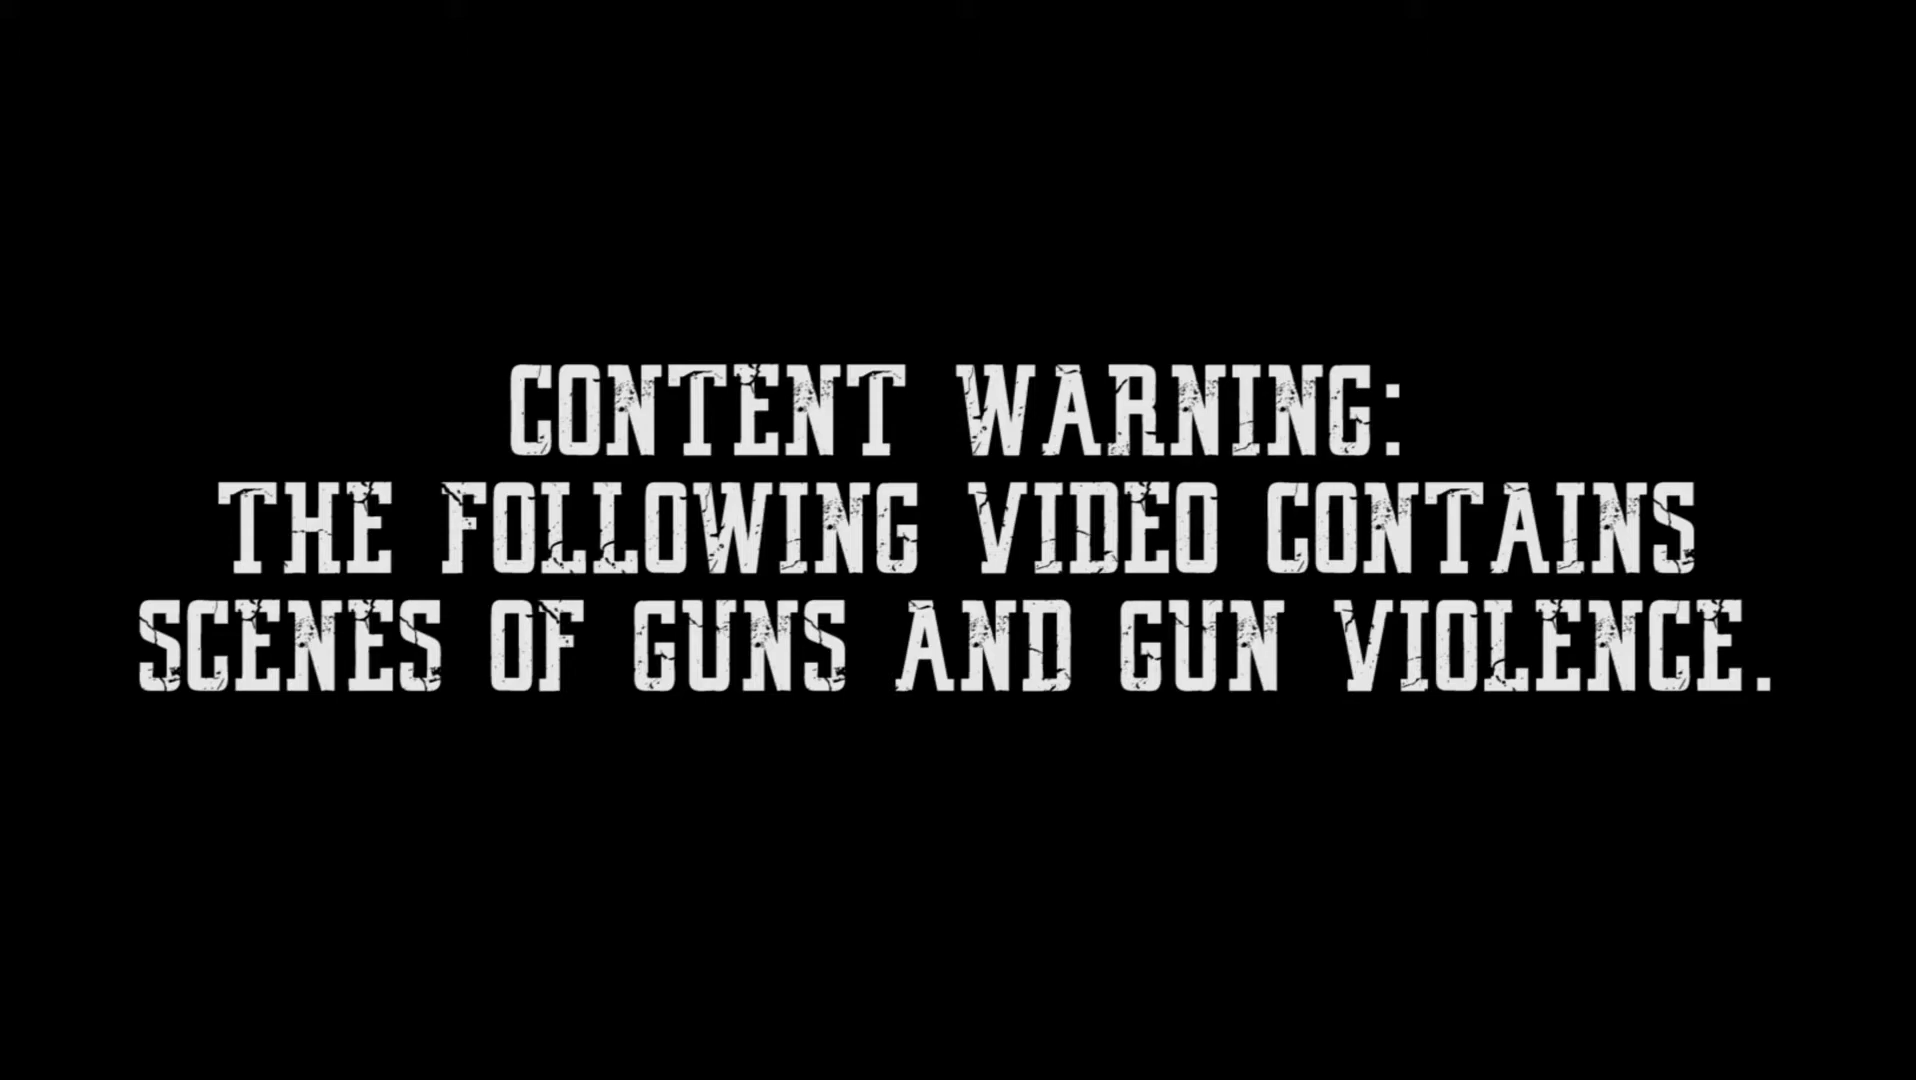 CONTENT WARNING:
THE FOLLOWING VIDEO CONTAINS
SCENES OF GUNS AND GUN VIOLENCE.